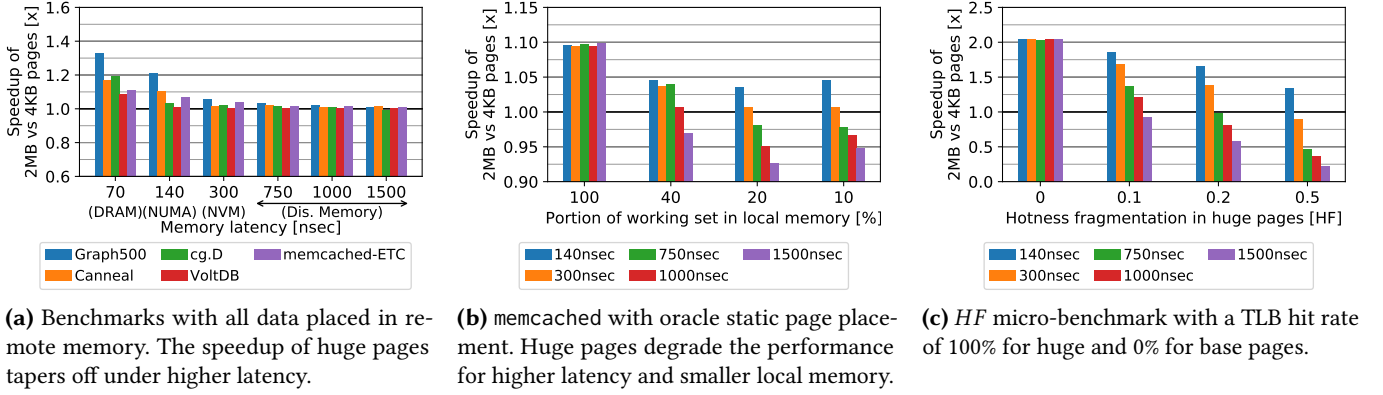 Speedup of
2MB vs 4KB pages [x]
1.6
1.4
1.2
1.0
0.8
0.6
70
140
300
750
1000
1500
(DRAM)
(NUMA)
(NVM)
(Dis. Memory)
Memory latency [nsec]
Graph500
cg.D
memcached-ETC
Canneal
VoltDB
(a) Benchmarks with all data placed in re-
mote memory. The speedup of huge pages
tapers off under higher latency.
Speedup of
2MB vs 4KB pages [x]
1.15
1.10
1.05
1.00
0.95
0.90
100
40
20
10
Portion of working set in local memory [%]
140nsec
750nsec
1500nsec
300nsec
1000nsec
(b) memcached with oracle static page place-
ment. Huge pages degrade the performance
for higher latency and smaller local memory.
Speedup of
2MB vs 4KB pages [x]
2.5
2.0
1.5
1.0
0.5
0.0
0
0.1
0.2
0.5
Hotness fragmentation in huge pages [HF]
140nsec
750nsec
1500nsec
300nsec
1000nsec
(c) HF micro-benchmark with a TLB hit rate
of 100% for huge and 0% for base pages.